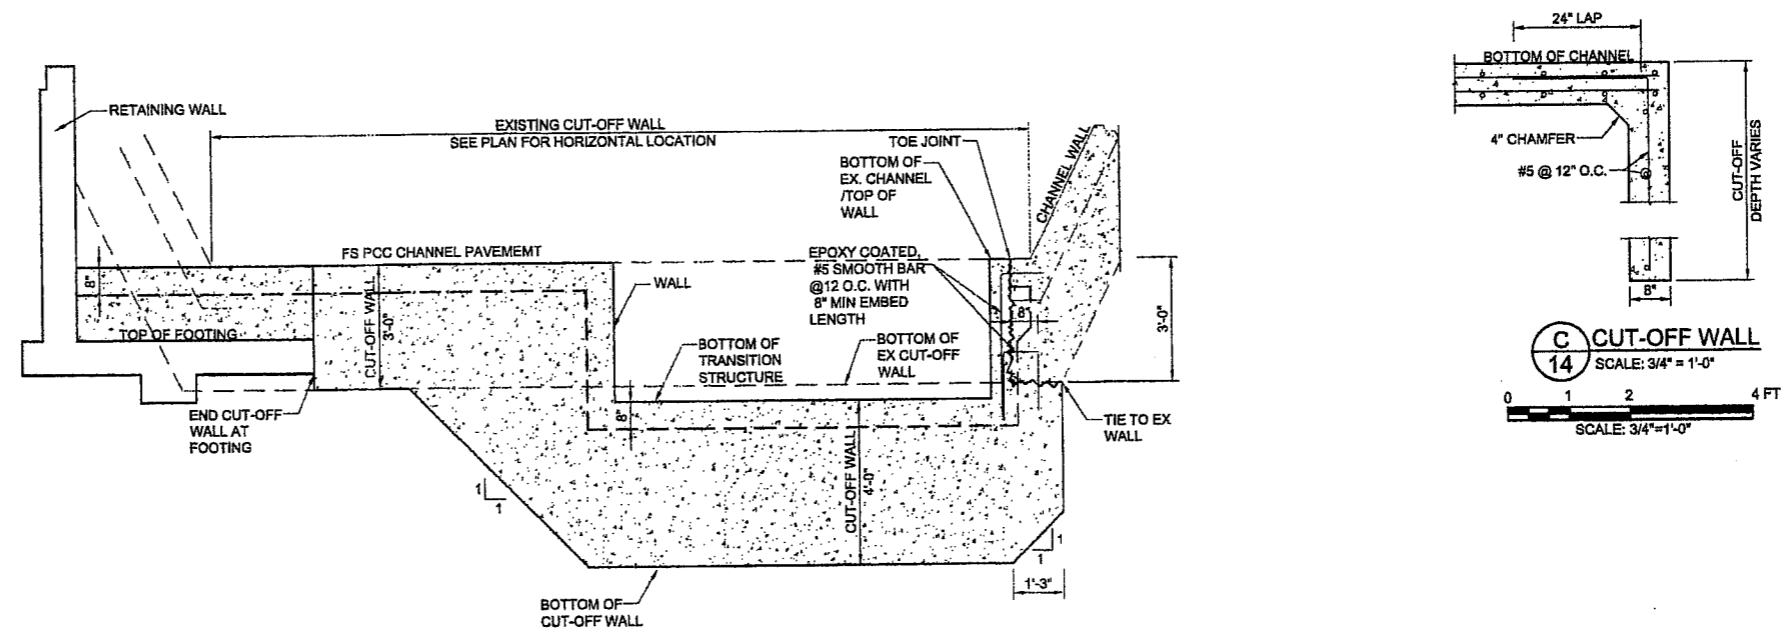 RETAINING WALL
EXISTING CUT-OFF WALL
SEE PLAN FOR HORIZONTAL LOCATION
TOE JOINT
BOTTOM OF
EX. CHANNEL
/TOP OF
WALL
CHANNEL WALL
FS PCC CHANNEL PAVEMEMT
8"
TOP OF FOOTING
CUT-OFF WALL
3'-0"
WALL
EPOXY COATED,
#5 SMOOTH BAR
@12 O.C. WITH
8" MIN EMBED
LENGTH
8"
3'-0"
BOTTOM OF
TRANSITION
STRUCTURE
BOTTOM OF
EX CUT-OFF
WALL
END CUT-OFF
WALL AT
FOOTING
8"
CUT-OFF WALL
4'-0"
TIE TO EX
WALL
1
1
1
1
1'-3"
BOTTOM OF
CUT-OFF WALL
24" LAP
BOTTOM OF CHANNEL
4" CHAMFER
#5 @ 12" O.C.
CUT-OFF
DEPTH VARIES
8"
C
14
CUT-OFF WALL
SCALE: 3/4" = 1'-0"
0 1 2 4 FT
SCALE: 3/4"=1'-0"